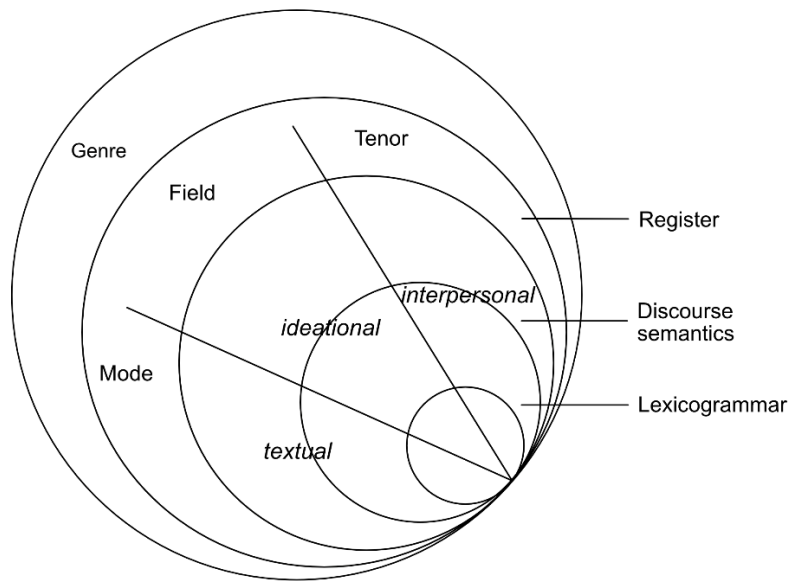 Tenor
Genre
Field
Register
interpersonal
Discourse
semantics
ideational
Mode
Lexicogrammar
textual